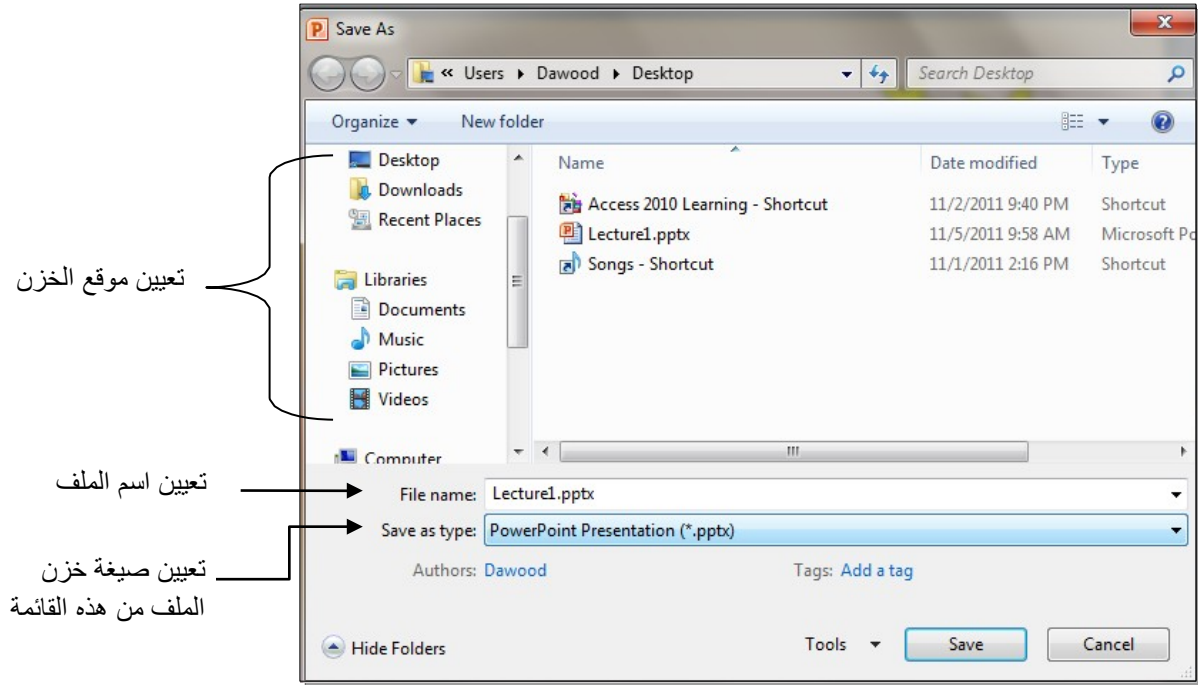 Save As
« Users ▸ Dawood ▸ Desktop
Search Desktop
Organize
New folder
Desktop
Downloads
Recent Places
Libraries
Documents
Music
Pictures
Videos
Computer
Name Date modified Type
Access 2010 Learning - Shortcut 11/2/2011 9:40 PM Shortcut
Lecture1.pptx 11/5/2011 9:58 AM Microsoft Po
Songs - Shortcut 11/1/2011 2:16 PM Shortcut
تعيين موقع الخزن
تعيين اسم الملف
File name: Lecture1.pptx
Save as type: PowerPoint Presentation (*.pptx)
تعيين صيغة خزن
الملف من هذه القائمة
Authors: Dawood Tags: Add a tag
Hide Folders
Tools
Save
Cancel